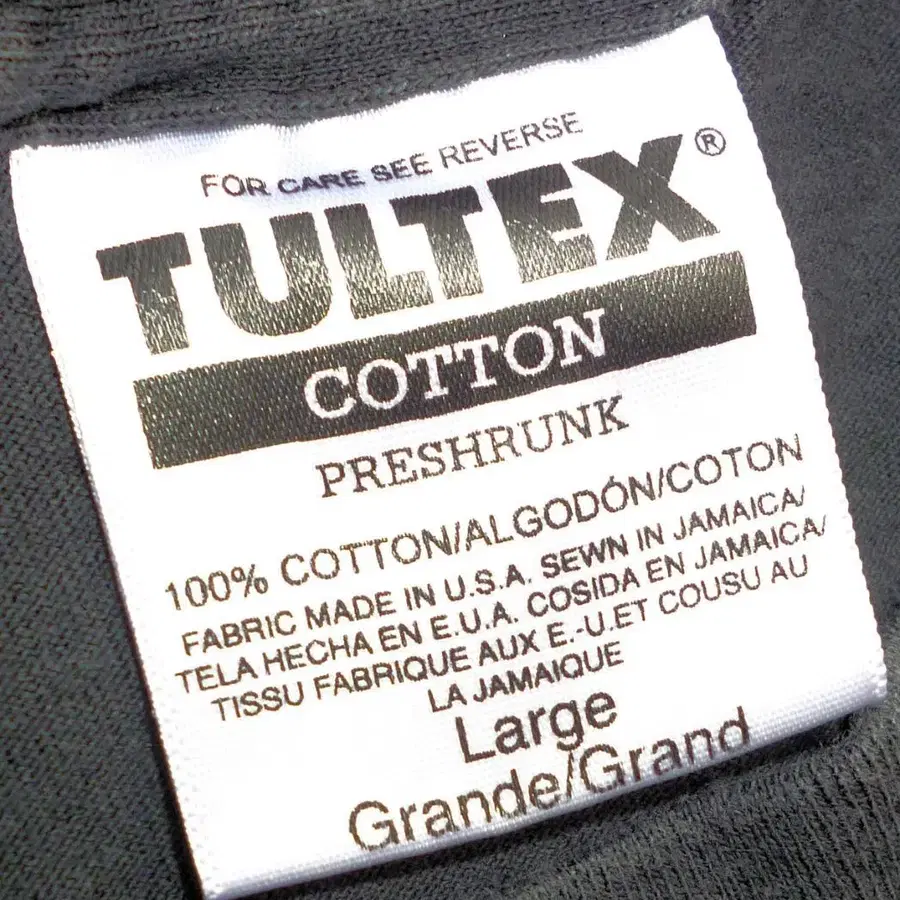 FOR CARE SEE REVERSE
TULTEX®
COTTON
PRESHRUNK
100% COTTON/ALGODÓN/COTON
FABRIC MADE IN U.S.A. SEWN IN JAMAICA/
TELA HECHA EN E.U.A. COSIDA EN JAMAICA/
TISSU FABRIQUE AUX E.-U.ET COUSU AU
LA JAMAIQUE
Large
Grande/Grand